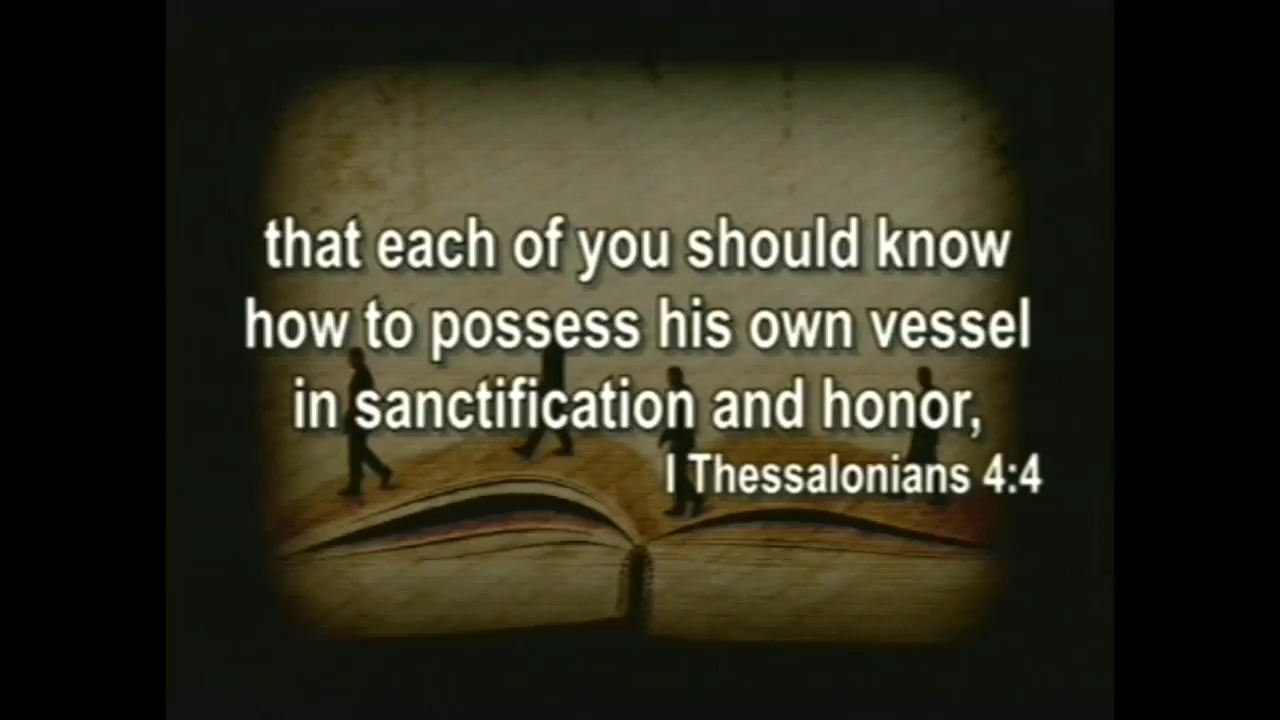 that each of you should know
how to possess his own vessel
in sanctification and honor,
I Thessalonians 4:4